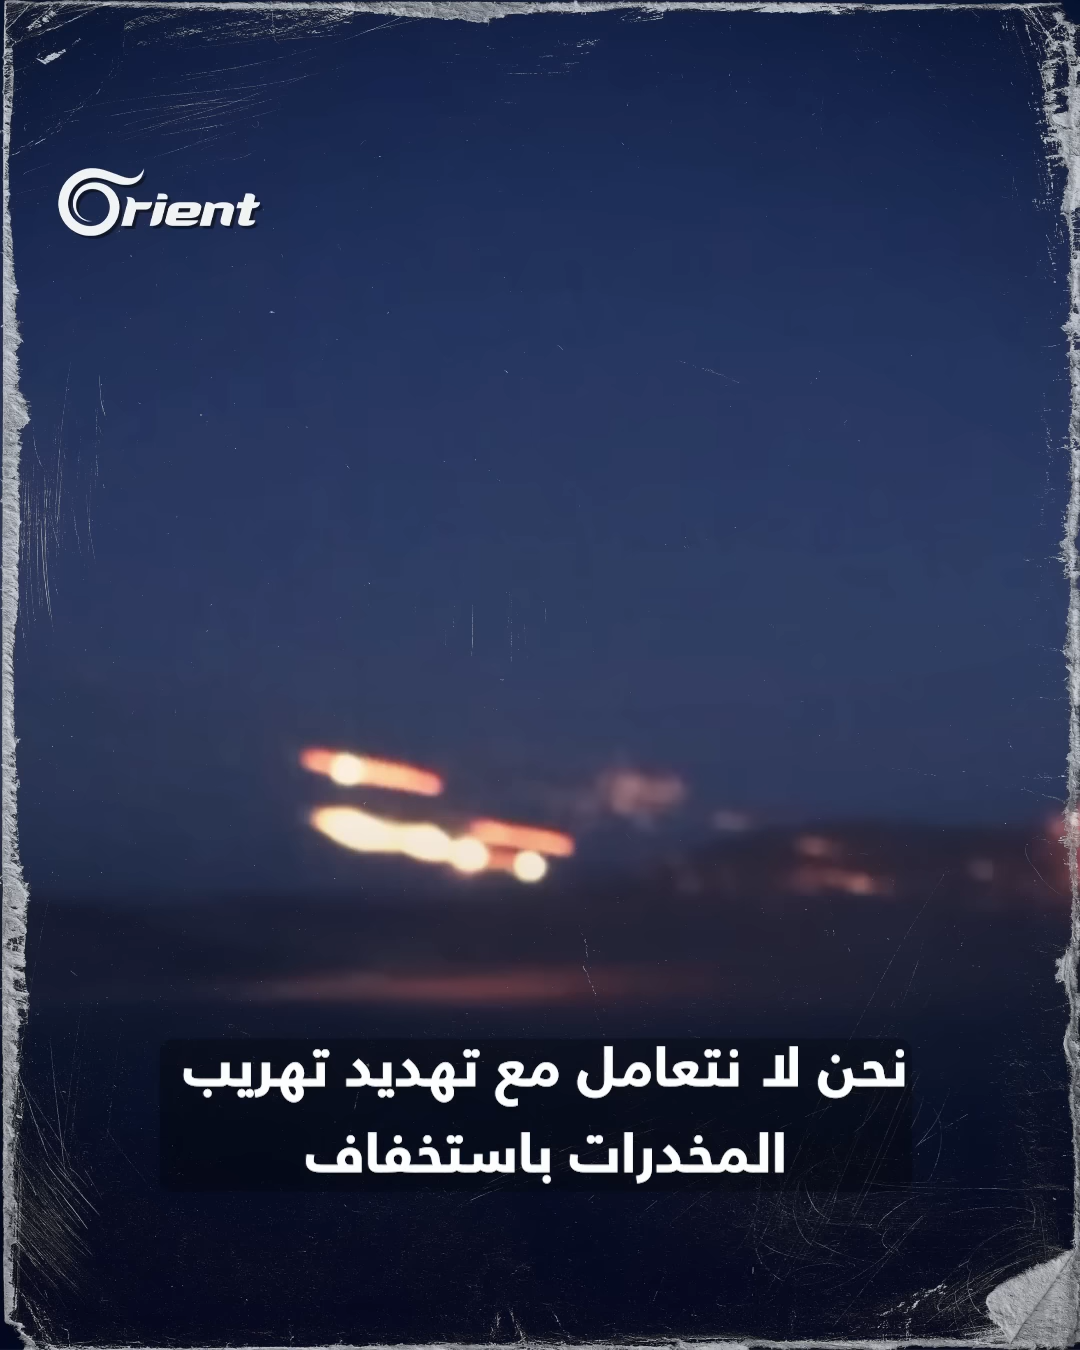 Orient
نحن لا نتعامل مع تهديد تهريب
المخدرات باستخفاف